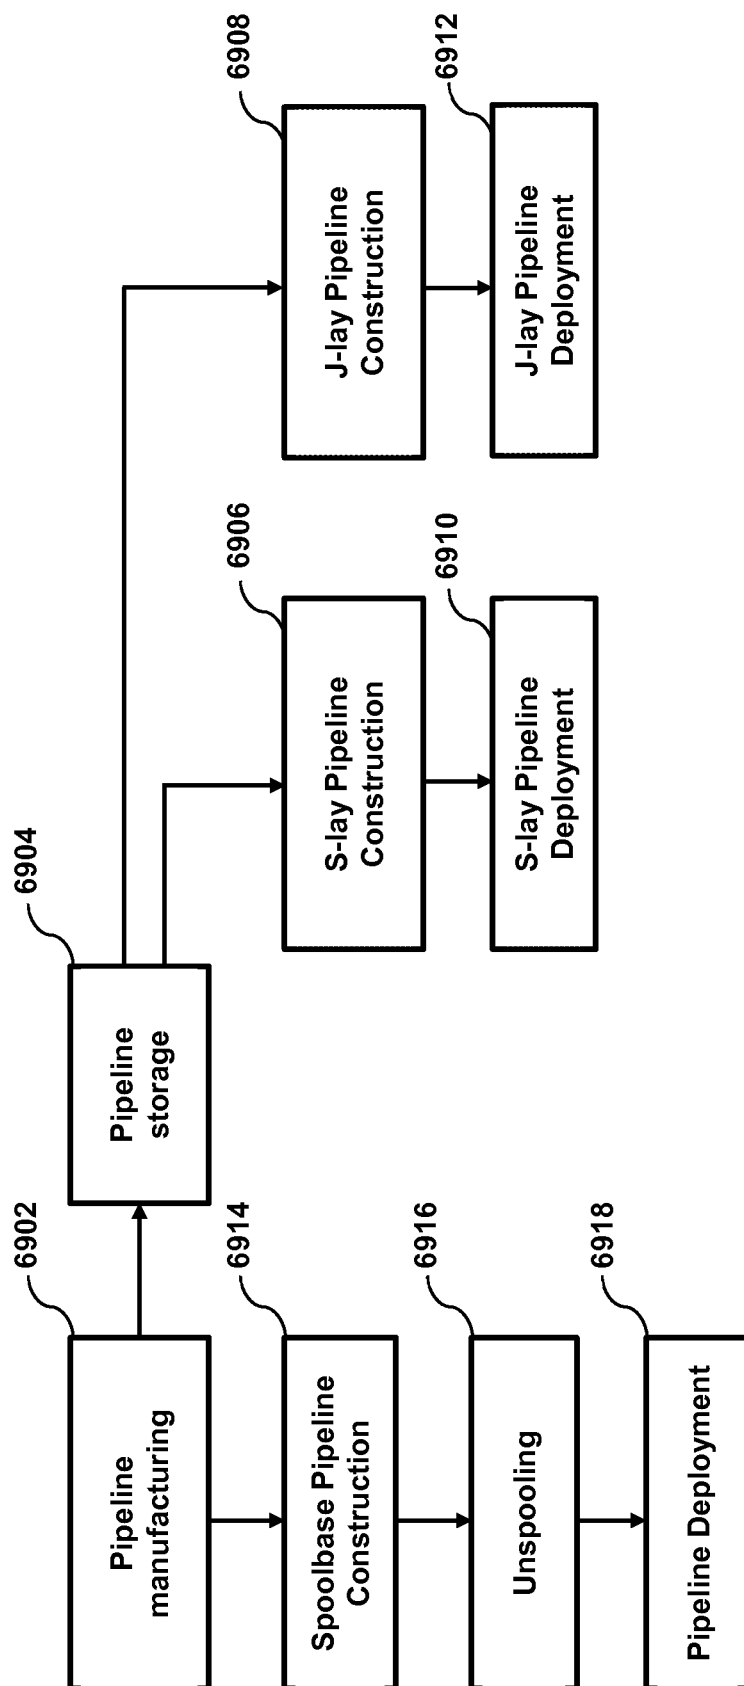 6902
Pipeline
manufacturing
6904
Pipeline
storage
6914
Spoolbase Pipeline
Construction
6906
S-lay Pipeline
Construction
6908
J-lay Pipeline
Construction
6916
Unspooling
6910
S-lay Pipeline
Deployment
6912
J-lay Pipeline
Deployment
6918
Pipeline Deployment